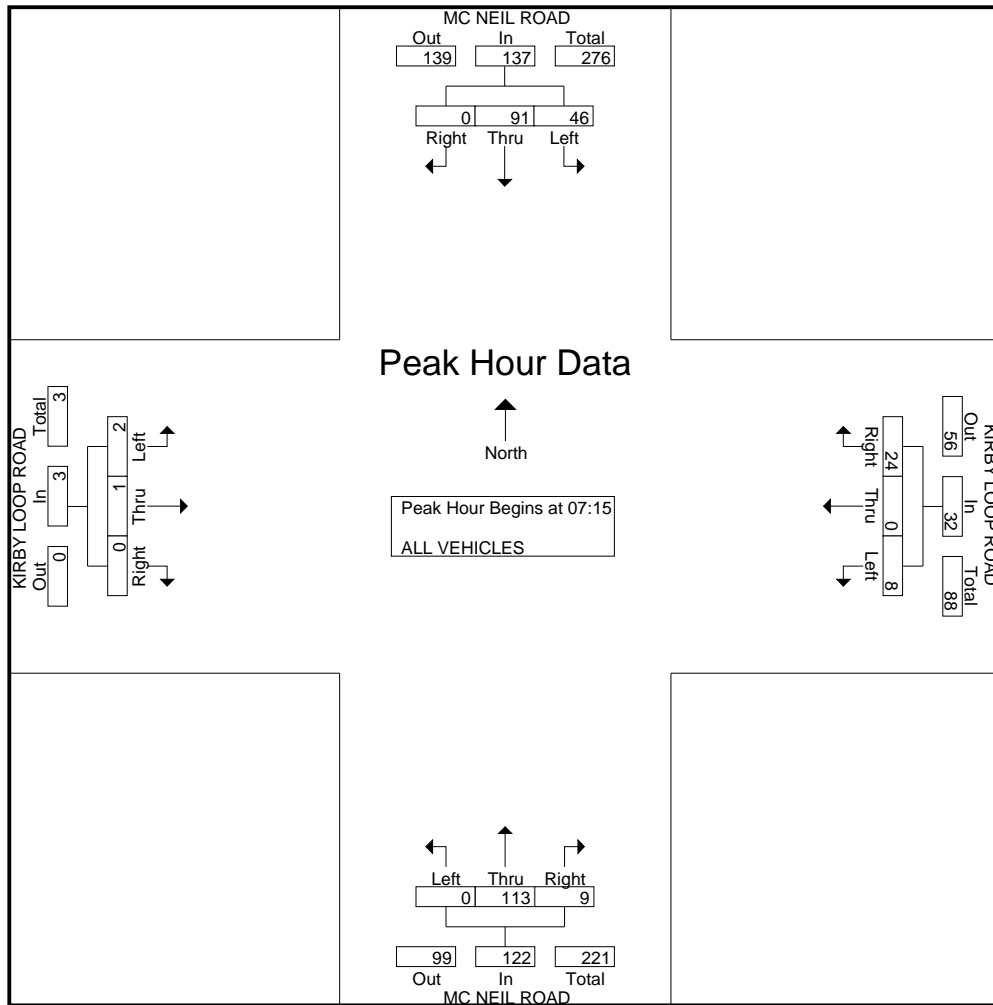 MC NEIL ROAD
Out In Total
139 137 276
0 91 46
Right Thru Left
Peak Hour Data
North
Peak Hour Begins at 07:15
ALL VEHICLES
KIRBY LOOP ROAD
Total In Out
3 3 0
2 1 0
Left Thru Right
KIRBY LOOP ROAD
Out In Total
56 32 88
24 0 8
Right Thru Left
Left Thru Right
0 113 9
99 122 221
Out In Total
MC NEIL ROAD